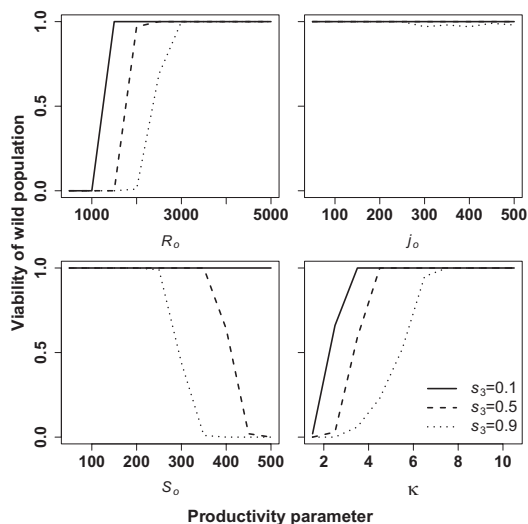 Viability of wild population
1.0
0.5
0.0
1000 3000 5000
R_o
100 200 300 400 500
j_o
1.0
0.5
0.0
100 200 300 400 500
S_o
s_3=0.1
s_3=0.5
s_3=0.9
2 4 6 8 10
κ
Productivity parameter